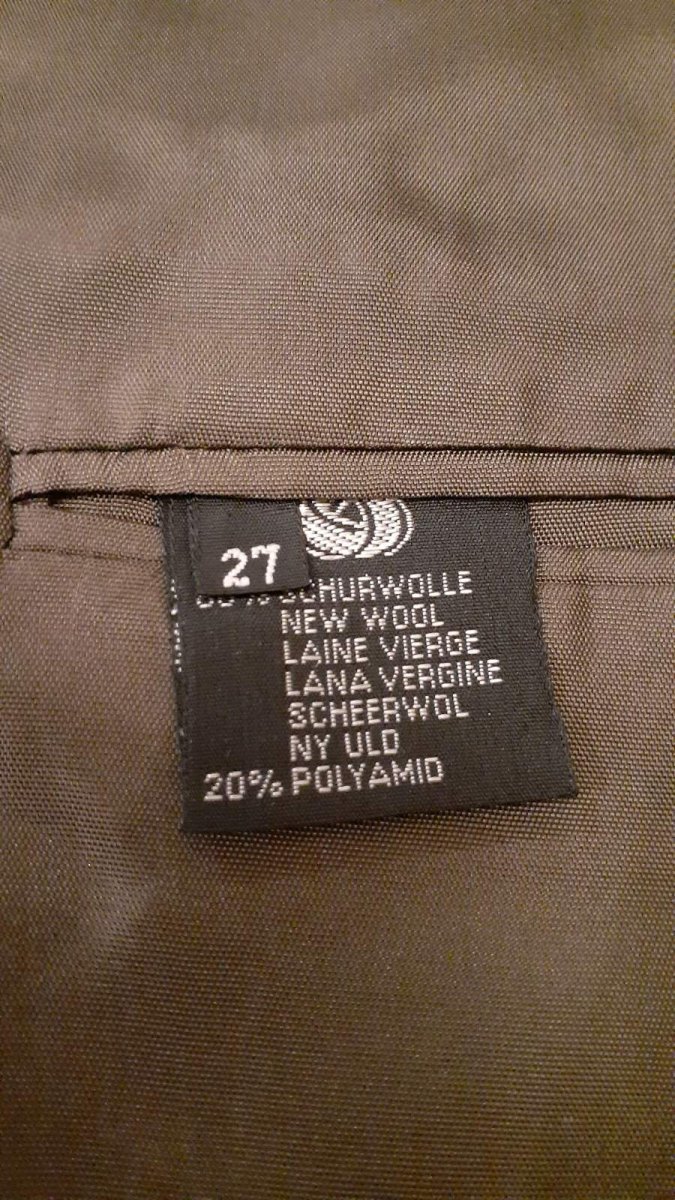 27
SCHURWOLLE
NEW WOOL
LAINE VIERGE
LANA VERGINE
SCHEERWOL
NY ULD
20% POLYAMID